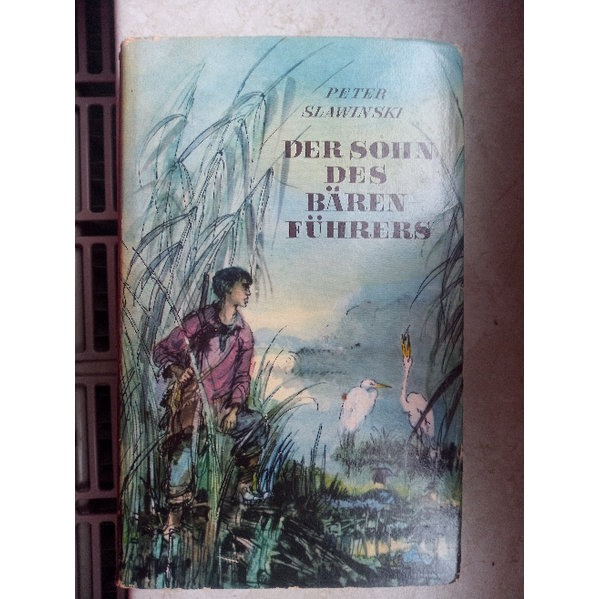 PETER
SLAWINSKI
DER SOHN
DES
BÄREN
FÜHRERS